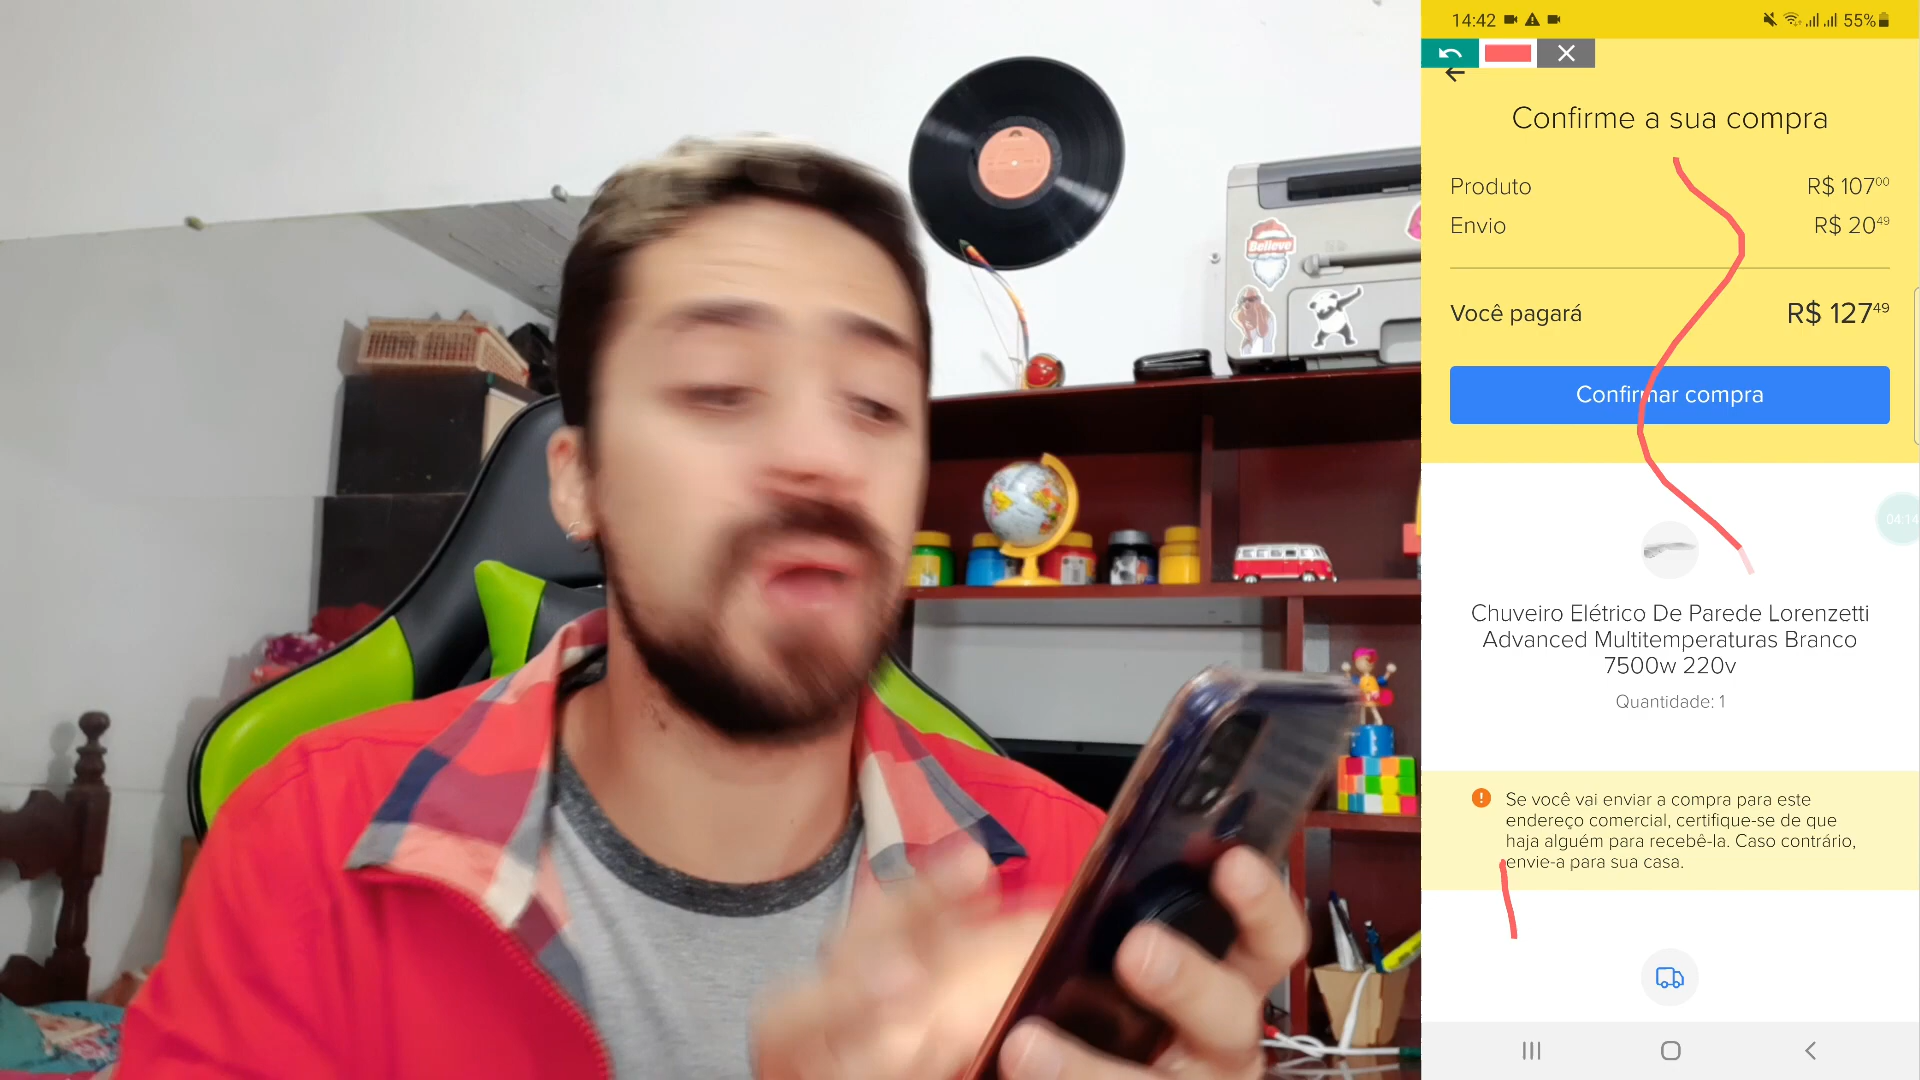 14:42
55%
Confirme a sua compra
Produto R$ 107⁰⁰
Envio R$ 20⁴⁹
Você pagará R$ 127⁴⁹
Confirmar compra
04:14
Chuveiro Elétrico De Parede Lorenzetti
Advanced Multitemperaturas Branco
7500w 220v
Quantidade: 1
Se você vai enviar a compra para este
endereço comercial, certifique-se de que
haja alguém para recebê-la. Caso contrário,
envie-a para sua casa.
Believe